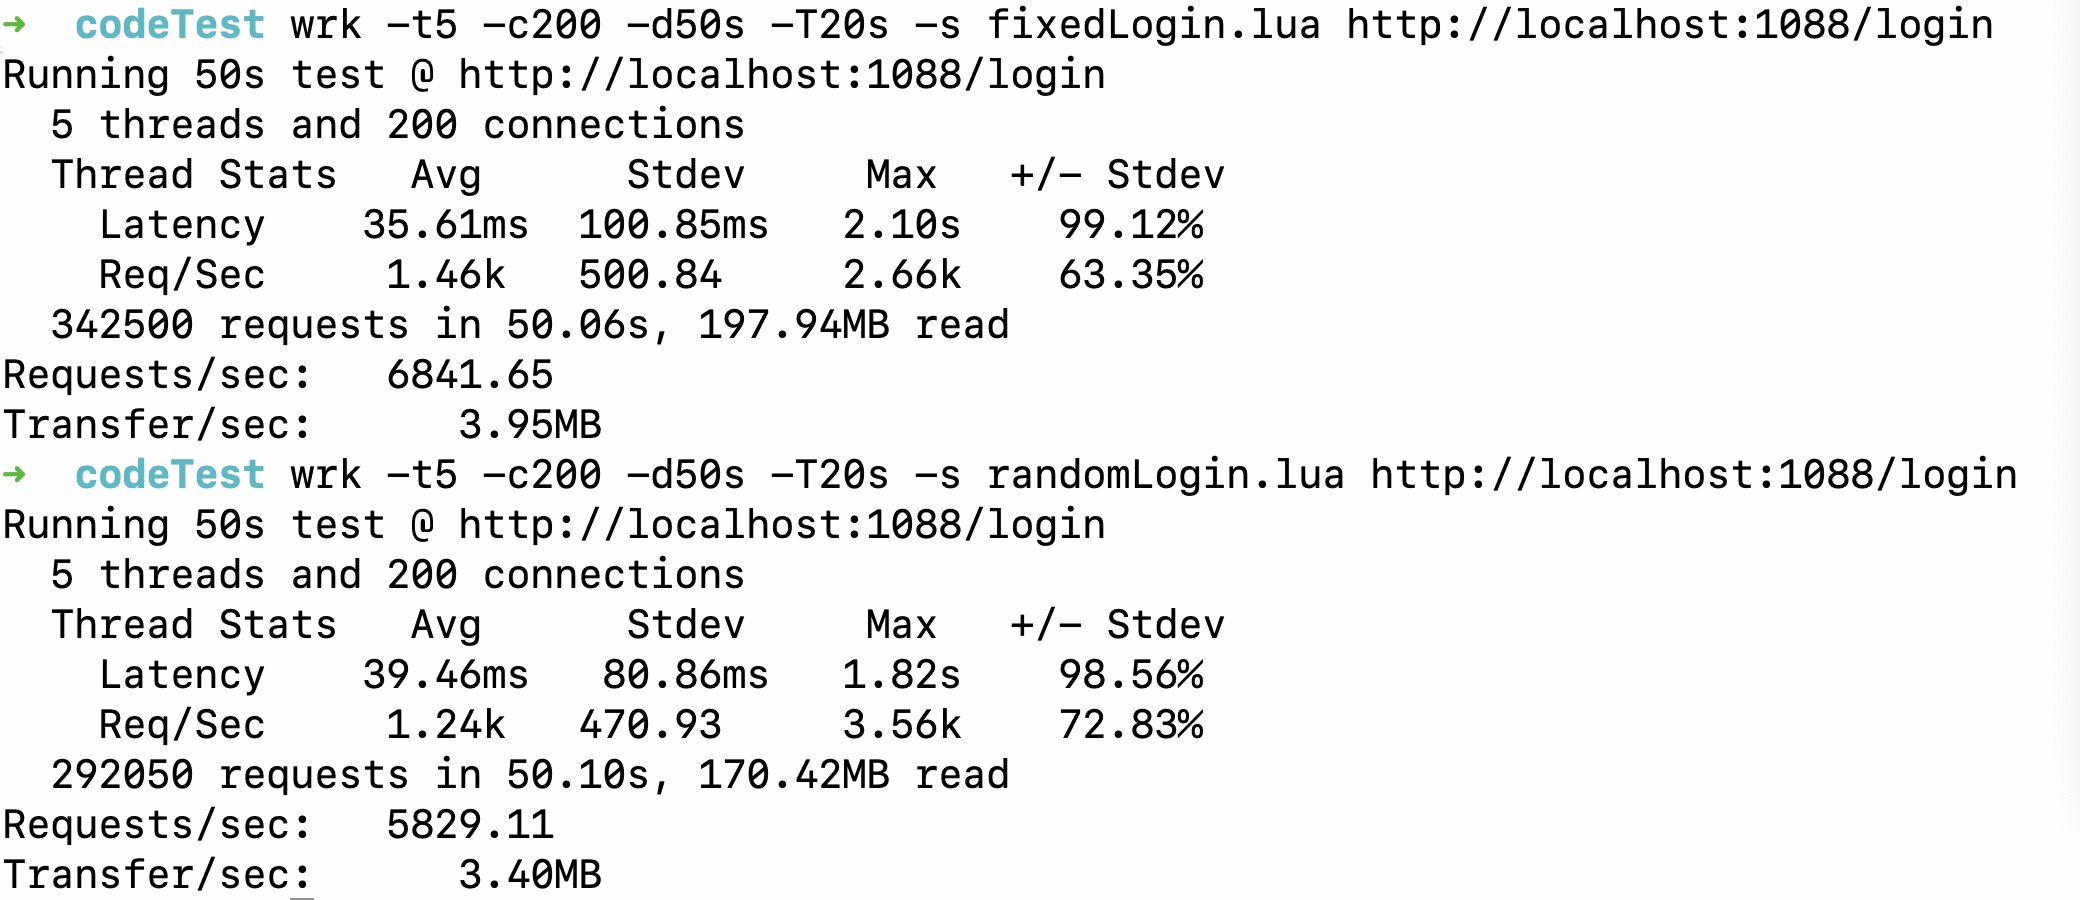 ➜  codeTest wrk -t5 -c200 -d50s -T20s -s fixedLogin.lua http://localhost:1088/login
Running 50s test @ http://localhost:1088/login
  5 threads and 200 connections
  Thread Stats   Avg      Stdev     Max   +/- Stdev
    Latency    35.61ms  100.85ms   2.10s    99.12%
    Req/Sec     1.46k   500.84     2.66k    63.35%
  342500 requests in 50.06s, 197.94MB read
Requests/sec:   6841.65
Transfer/sec:      3.95MB
➜  codeTest wrk -t5 -c200 -d50s -T20s -s randomLogin.lua http://localhost:1088/login
Running 50s test @ http://localhost:1088/login
  5 threads and 200 connections
  Thread Stats   Avg      Stdev     Max   +/- Stdev
    Latency    39.46ms   80.86ms   1.82s    98.56%
    Req/Sec     1.24k   470.93     3.56k    72.83%
  292050 requests in 50.10s, 170.42MB read
Requests/sec:   5829.11
Transfer/sec:      3.40MB